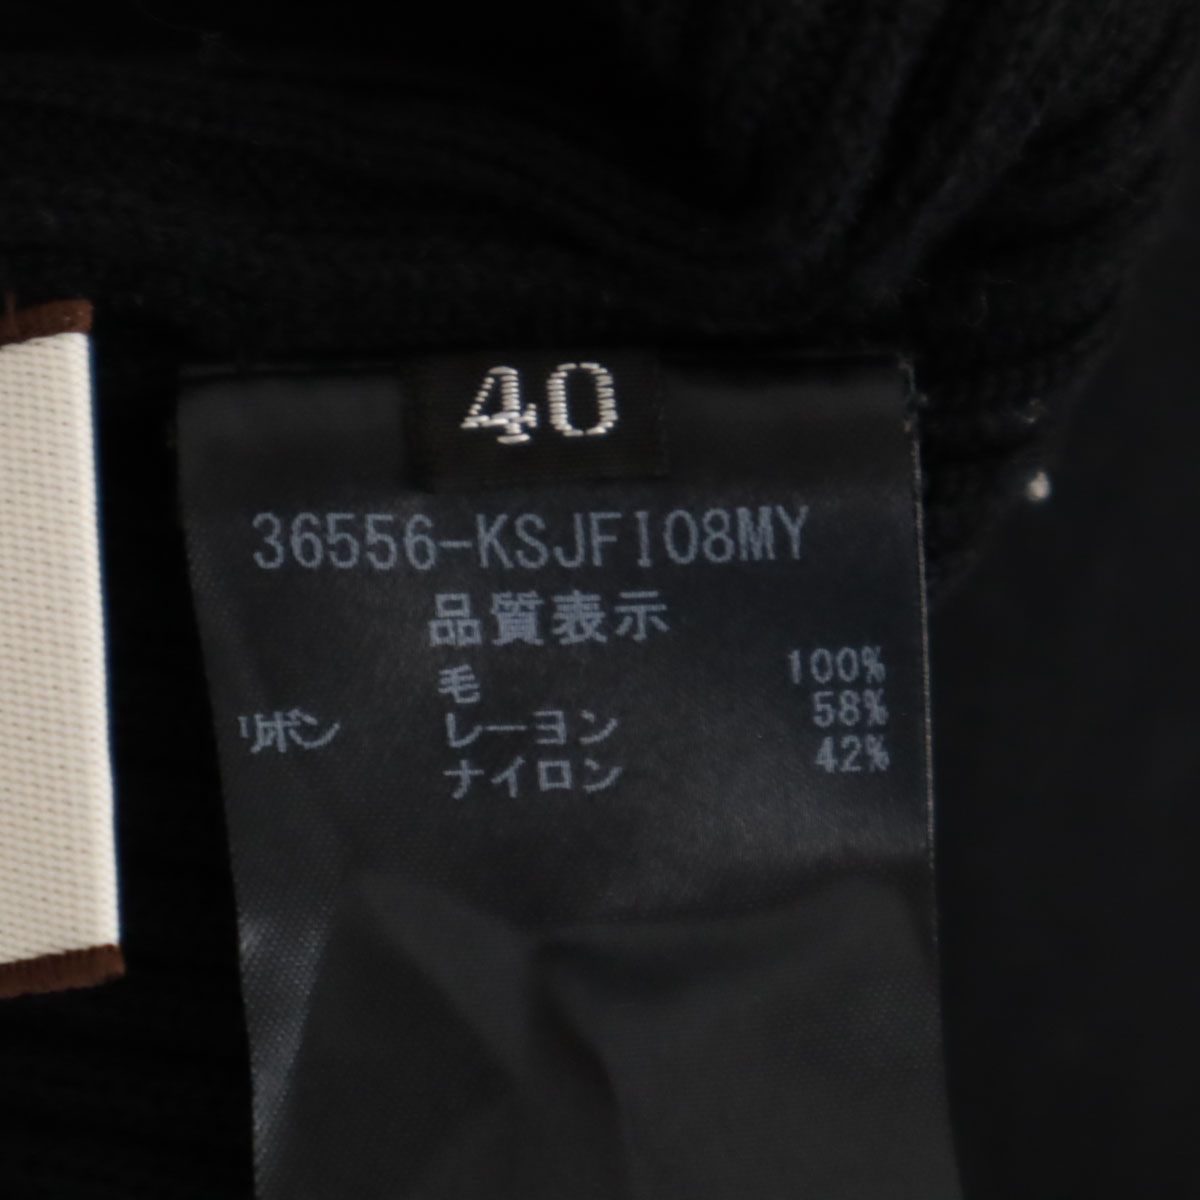 40
36556-KSJFI08MY
品質表示
毛 100%
リボン レーヨン 58%
ナイロン 42%